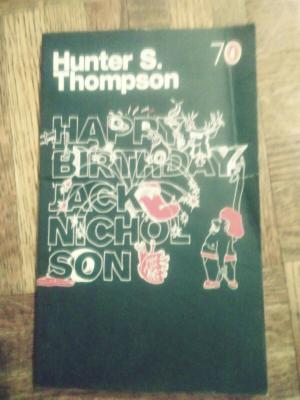 Hunter S.
Thompson
70
HAPPY
BIRTHDAY,
JACK
NICHOL
SON